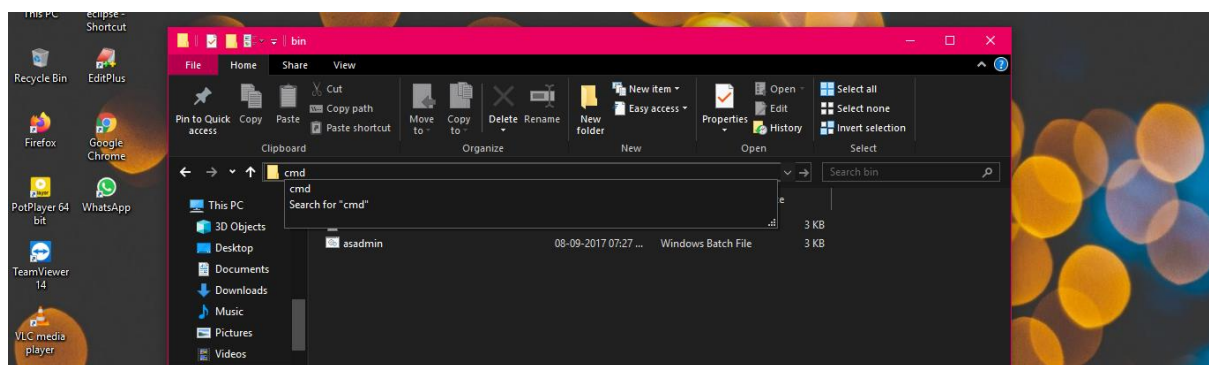 This PC
eclipse -
Shortcut
Recycle Bin
EditPlus
Firefox
Google
Chrome
PotPlayer 64
bit
WhatsApp
TeamViewer
14
VLC media
player
bin
File Home Share View
Pin to Quick
access
Copy
Paste
Cut
Copy path
Paste shortcut
Clipboard
Move
to
Copy
to
Delete
Rename
Organize
New
folder
New item
Easy access
New
Properties
Open
Edit
History
Open
Select all
Select none
Invert selection
Select
cmd
Search bin
cmd
Search for "cmd"
This PC
3D Objects
Desktop
Documents
Downloads
Music
Pictures
Videos
3 KB
asadmin 08-09-2017 07:27 ... Windows Batch File 3 KB